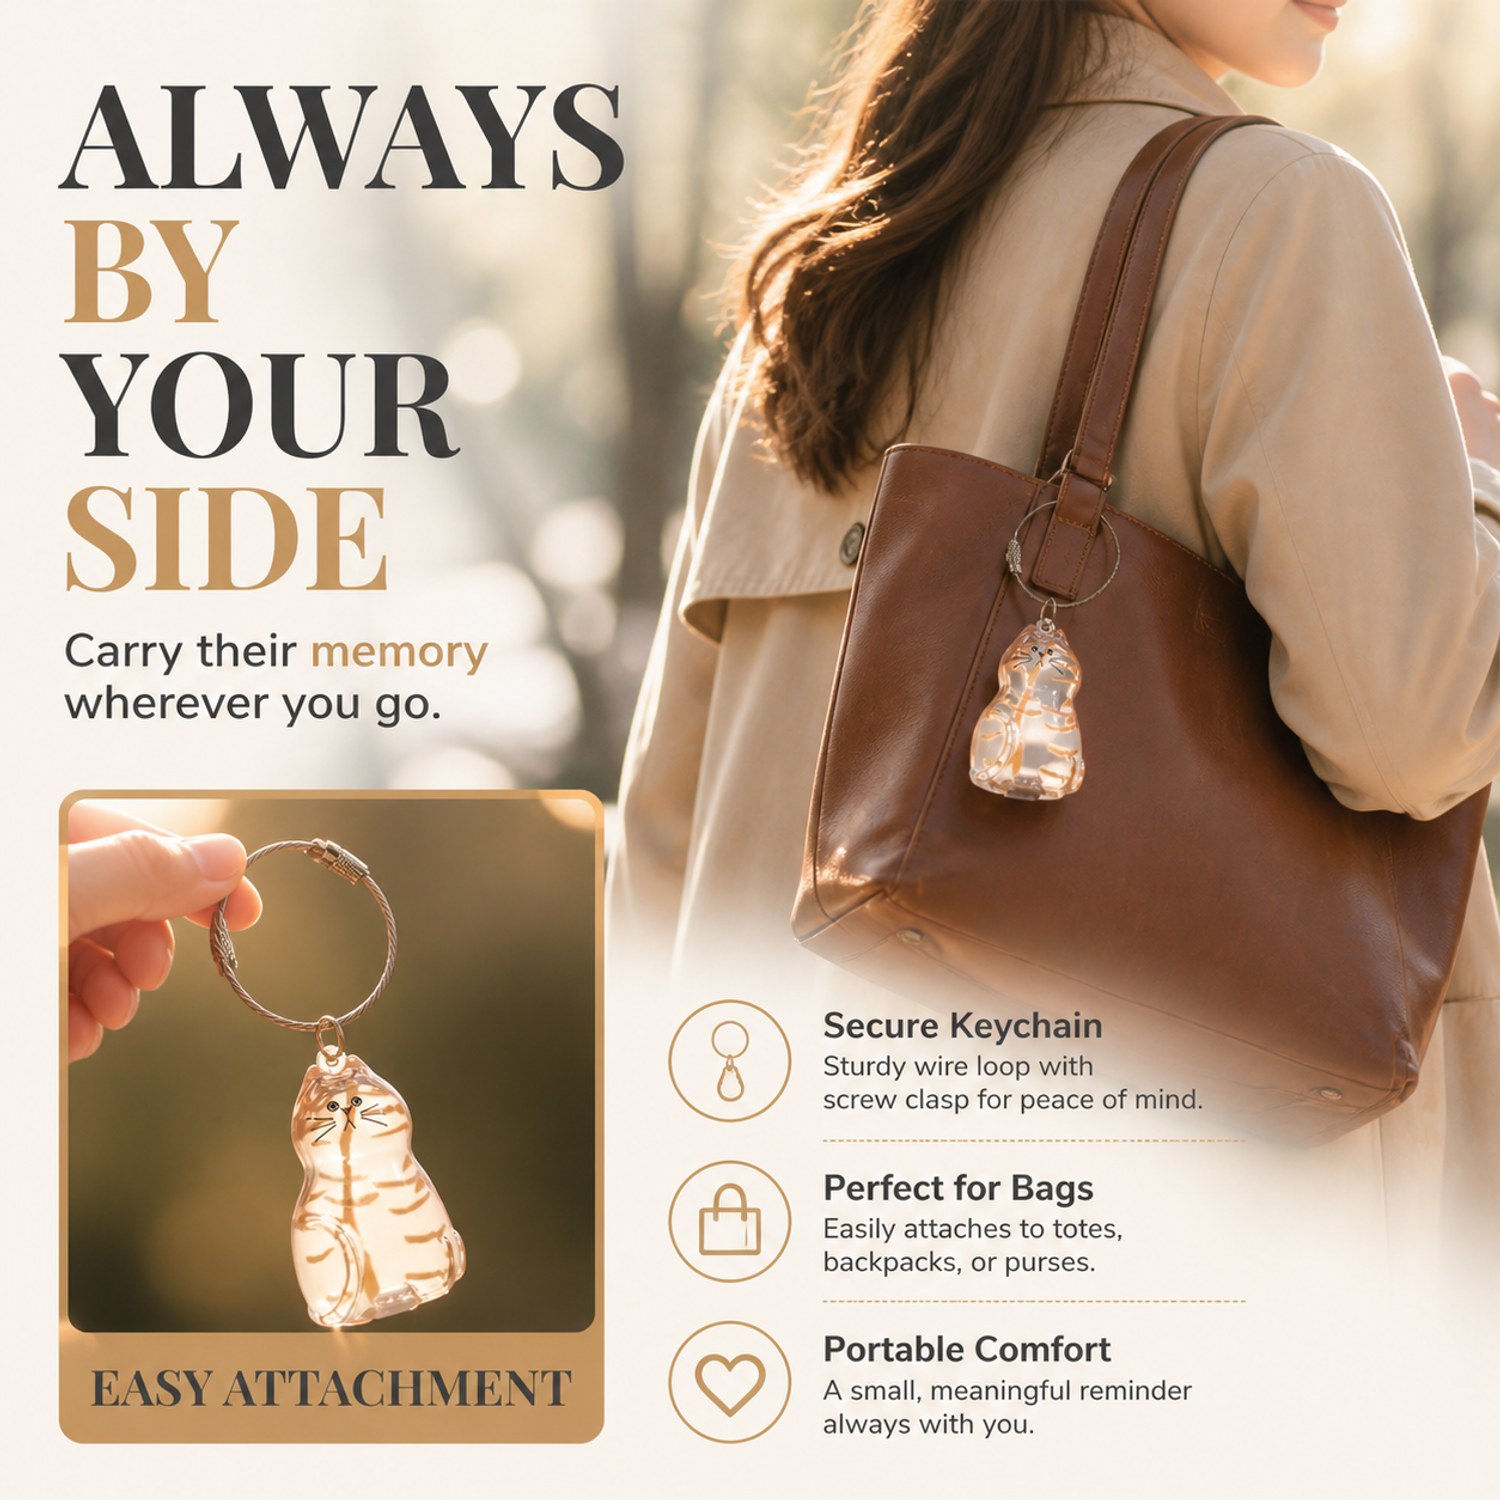 ALWAYS
BY
YOUR
SIDE
Carry their memory
wherever you go.
EASY ATTACHMENT
Secure Keychain
Sturdy wire loop with
screw clasp for peace of mind.
Perfect for Bags
Easily attaches to totes,
backpacks, or purses.
Portable Comfort
A small, meaningful reminder
always with you.